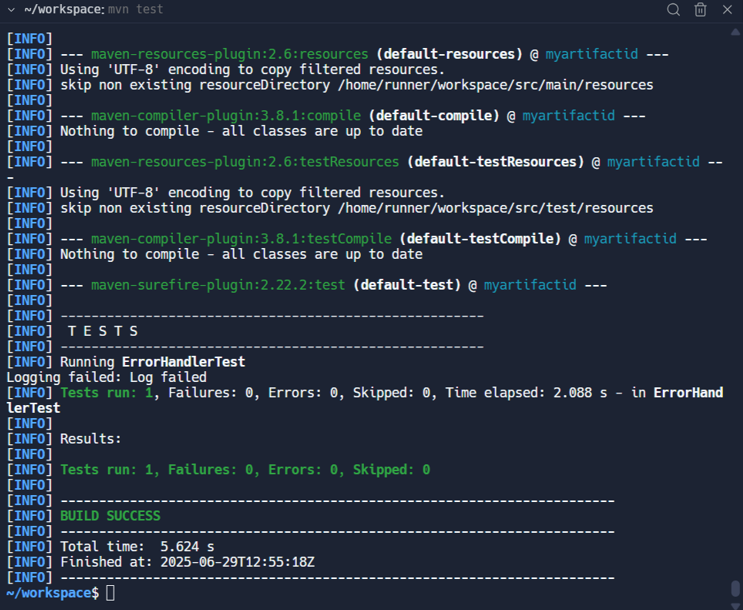 ~/workspace: mvn test
[INFO]
[INFO] --- maven-resources-plugin:2.6:resources (default-resources) @ myartifactid ---
[INFO] Using 'UTF-8' encoding to copy filtered resources.
[INFO] skip non existing resourceDirectory /home/runner/workspace/src/main/resources
[INFO]
[INFO] --- maven-compiler-plugin:3.8.1:compile (default-compile) @ myartifactid ---
[INFO] Nothing to compile - all classes are up to date
[INFO]
[INFO] --- maven-resources-plugin:2.6:testResources (default-testResources) @ myartifactid --
-
[INFO] Using 'UTF-8' encoding to copy filtered resources.
[INFO] skip non existing resourceDirectory /home/runner/workspace/src/test/resources
[INFO]
[INFO] --- maven-compiler-plugin:3.8.1:testCompile (default-testCompile) @ myartifactid ---
[INFO] Nothing to compile - all classes are up to date
[INFO]
[INFO] --- maven-surefire-plugin:2.22.2:test (default-test) @ myartifactid ---
[INFO]
[INFO] -------------------------------------------------------
[INFO]  T E S T S
[INFO] -------------------------------------------------------
[INFO] Running ErrorHandlerTest
Logging failed: Log failed
[INFO] Tests run: 1, Failures: 0, Errors: 0, Skipped: 0, Time elapsed: 2.088 s - in ErrorHand
lerTest
[INFO]
[INFO] Results:
[INFO]
[INFO] Tests run: 1, Failures: 0, Errors: 0, Skipped: 0
[INFO]
[INFO] ------------------------------------------------------------------------
[INFO] BUILD SUCCESS
[INFO] ------------------------------------------------------------------------
[INFO] Total time:  5.624 s
[INFO] Finished at: 2025-06-29T12:55:18Z
[INFO] ------------------------------------------------------------------------
~/workspace$